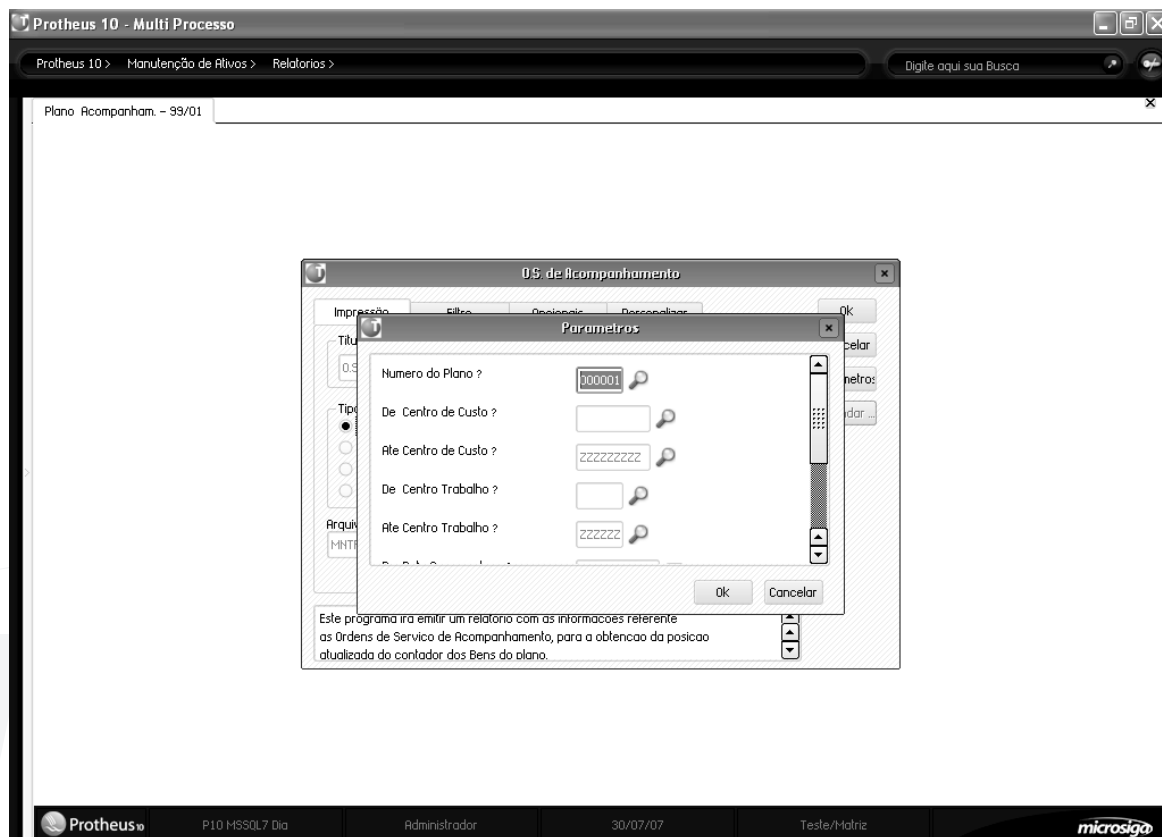 Protheus 10 - Multi Processo
Protheus 10 > Manutenção de Ativos > Relatorios >
Digite aqui sua Busca
Plano Acompanham. - 99/01
O.S. de Acompanhamento
Impressão Filtro Opcionais Personalizar
Ok
Parametros
Numero do Plano ?
000001
De Centro de Custo ?
Ate Centro de Custo ?
ZZZZZZZZZ
De Centro Trabalho ?
Ate Centro Trabalho ?
ZZZZZZ
Ok Cancelar
Este programa ira emitir um relatorio com as informacoes referente
as Ordens de Servico de Acompanhamento, para a obtencao da posicao
atualizada do contador dos Bens do plano.
Protheus10
P10 MSSQL7 Dia
Administrador
30/07/07
Teste/Matriz
microsiga